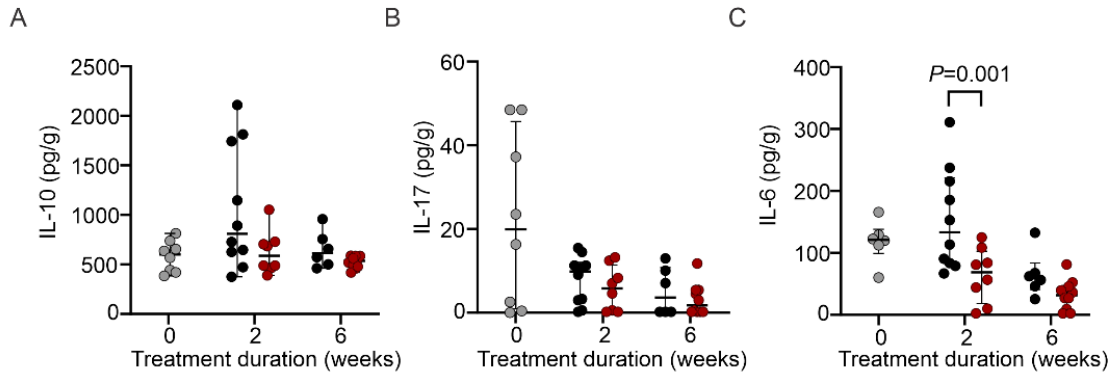 A
B
C
IL-10 (pg/g)
2500
2000
1500
1000
500
0
0
2
6
Treatment duration (weeks)
IL-17 (pg/g)
60
40
20
0
0
2
6
Treatment duration (weeks)
IL-6 (pg/g)
400
300
200
100
0
P=0.001
0
2
6
Treatment duration (weeks)